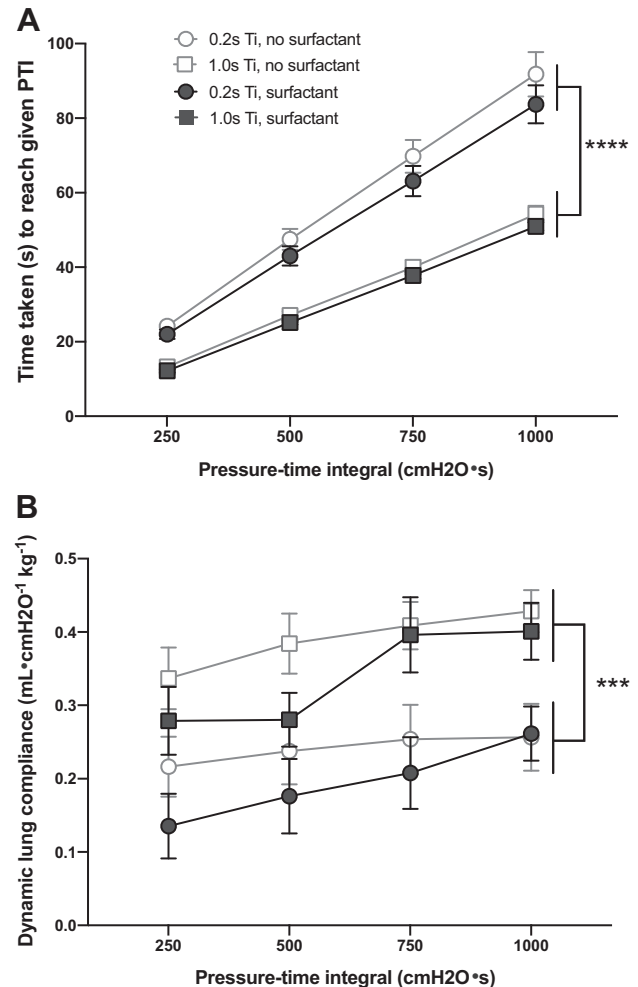 A
0.2s Ti, no surfactant
1.0s Ti, no surfactant
0.2s Ti, surfactant
1.0s Ti, surfactant
Time taken (s) to reach given PTI
100
80
60
40
20
0
****
250 500 750 1000
Pressure-time integral (cmH2O•s)
B
Dynamic lung compliance (mL•cmH2O⁻¹ kg⁻¹)
0.5
0.4
0.3
0.2
0.1
0.0
***
250 500 750 1000
Pressure-time integral (cmH2O•s)